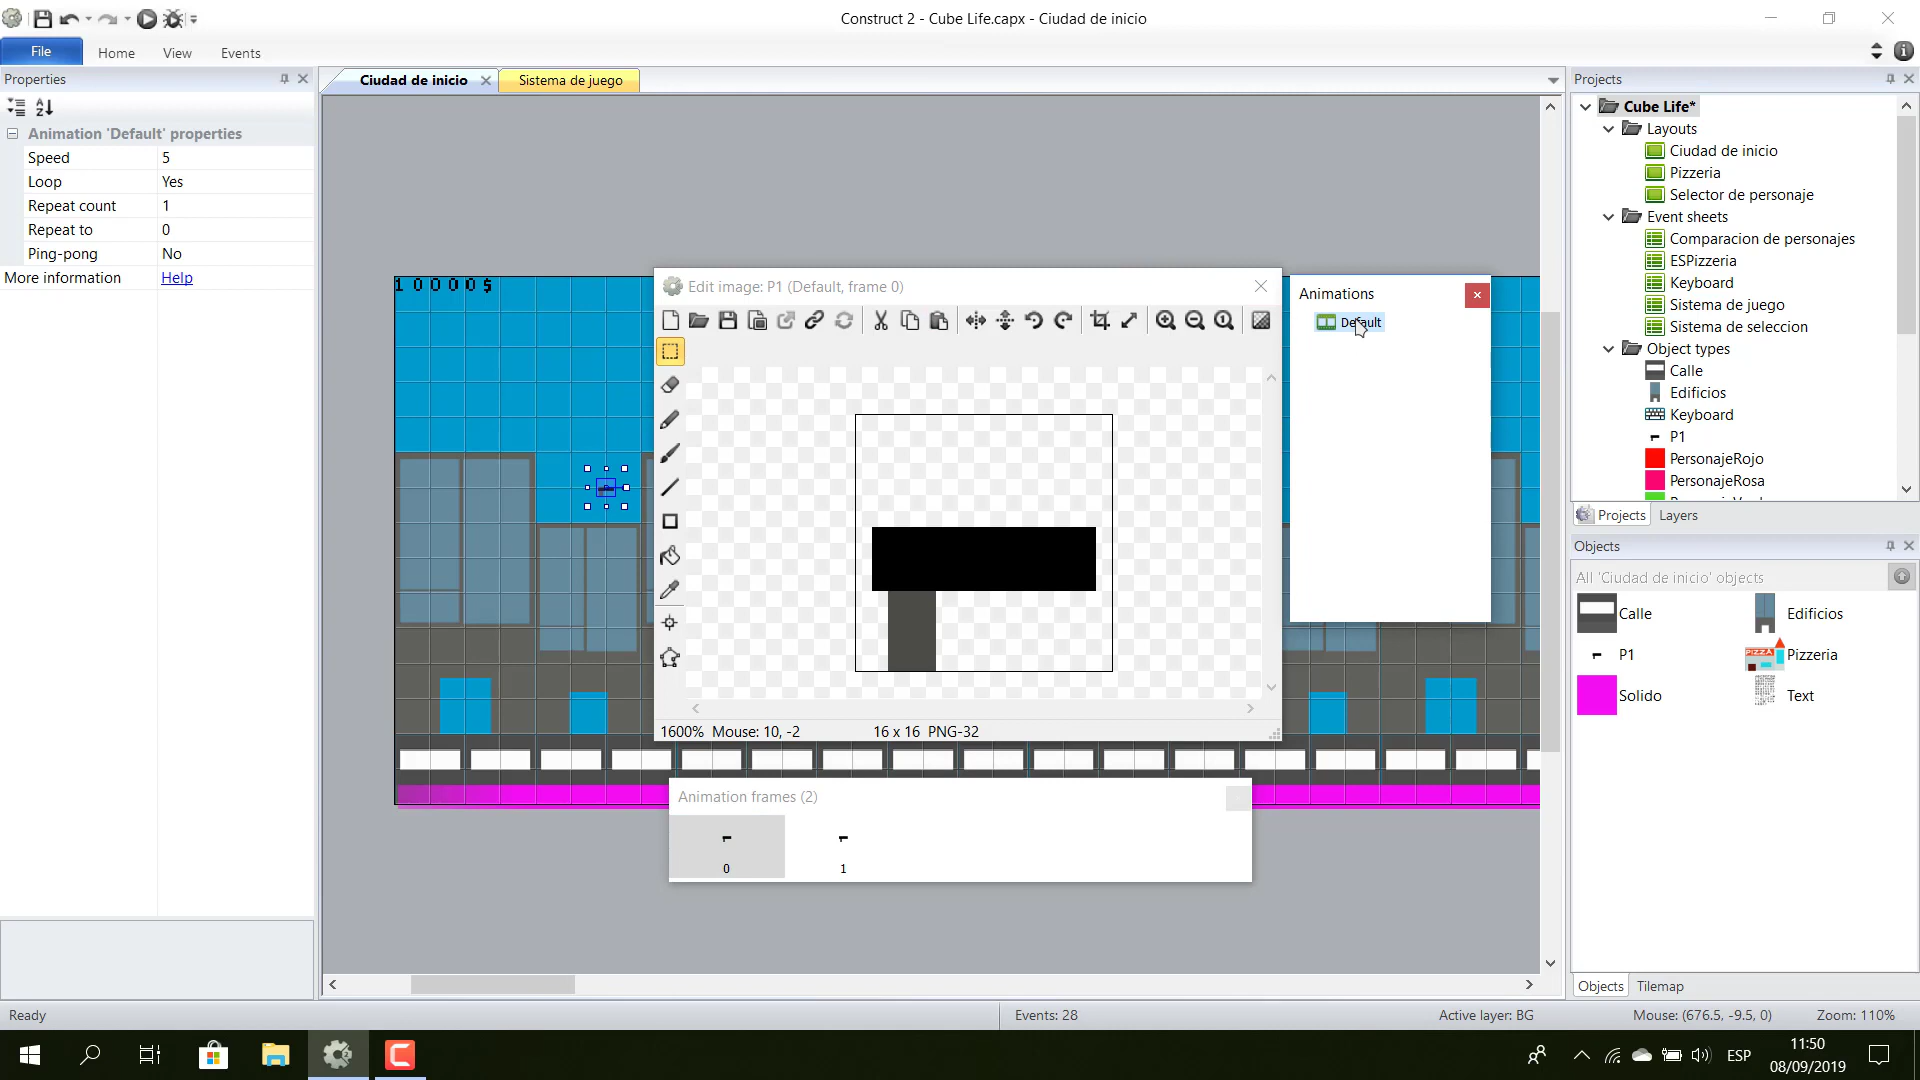 Construct 2 - Cube Life.capx - Ciudad de inicio
File
Home
View
Events
Properties
Animation 'Default' properties
Speed 5
Loop Yes
Repeat count 1
Repeat to 0
Ping-pong No
More information Help
Ciudad de inicio
Sistema de juego
10000$
Edit image: P1 (Default, frame 0)
1600% Mouse: 10, -2 16 x 16 PNG-32
Animations
Default
Animation frames (2)
0
1
Projects
Cube Life*
Layouts
Ciudad de inicio
Pizzeria
Selector de personaje
Event sheets
Comparacion de personajes
ESPizzeria
Keyboard
Sistema de juego
Sistema de seleccion
Object types
Calle
Edificios
Keyboard
P1
PersonajeRojo
PersonajeRosa
Projects
Layers
Objects
All 'Ciudad de inicio' objects
Calle
Edificios
P1
PIZZA
Pizzeria
Solido
Text
Objects
Tilemap
Ready
Events: 28
Active layer: BG
Mouse: (676.5, -9.5, 0)
Zoom: 110%
ESP
11:50
08/09/2019